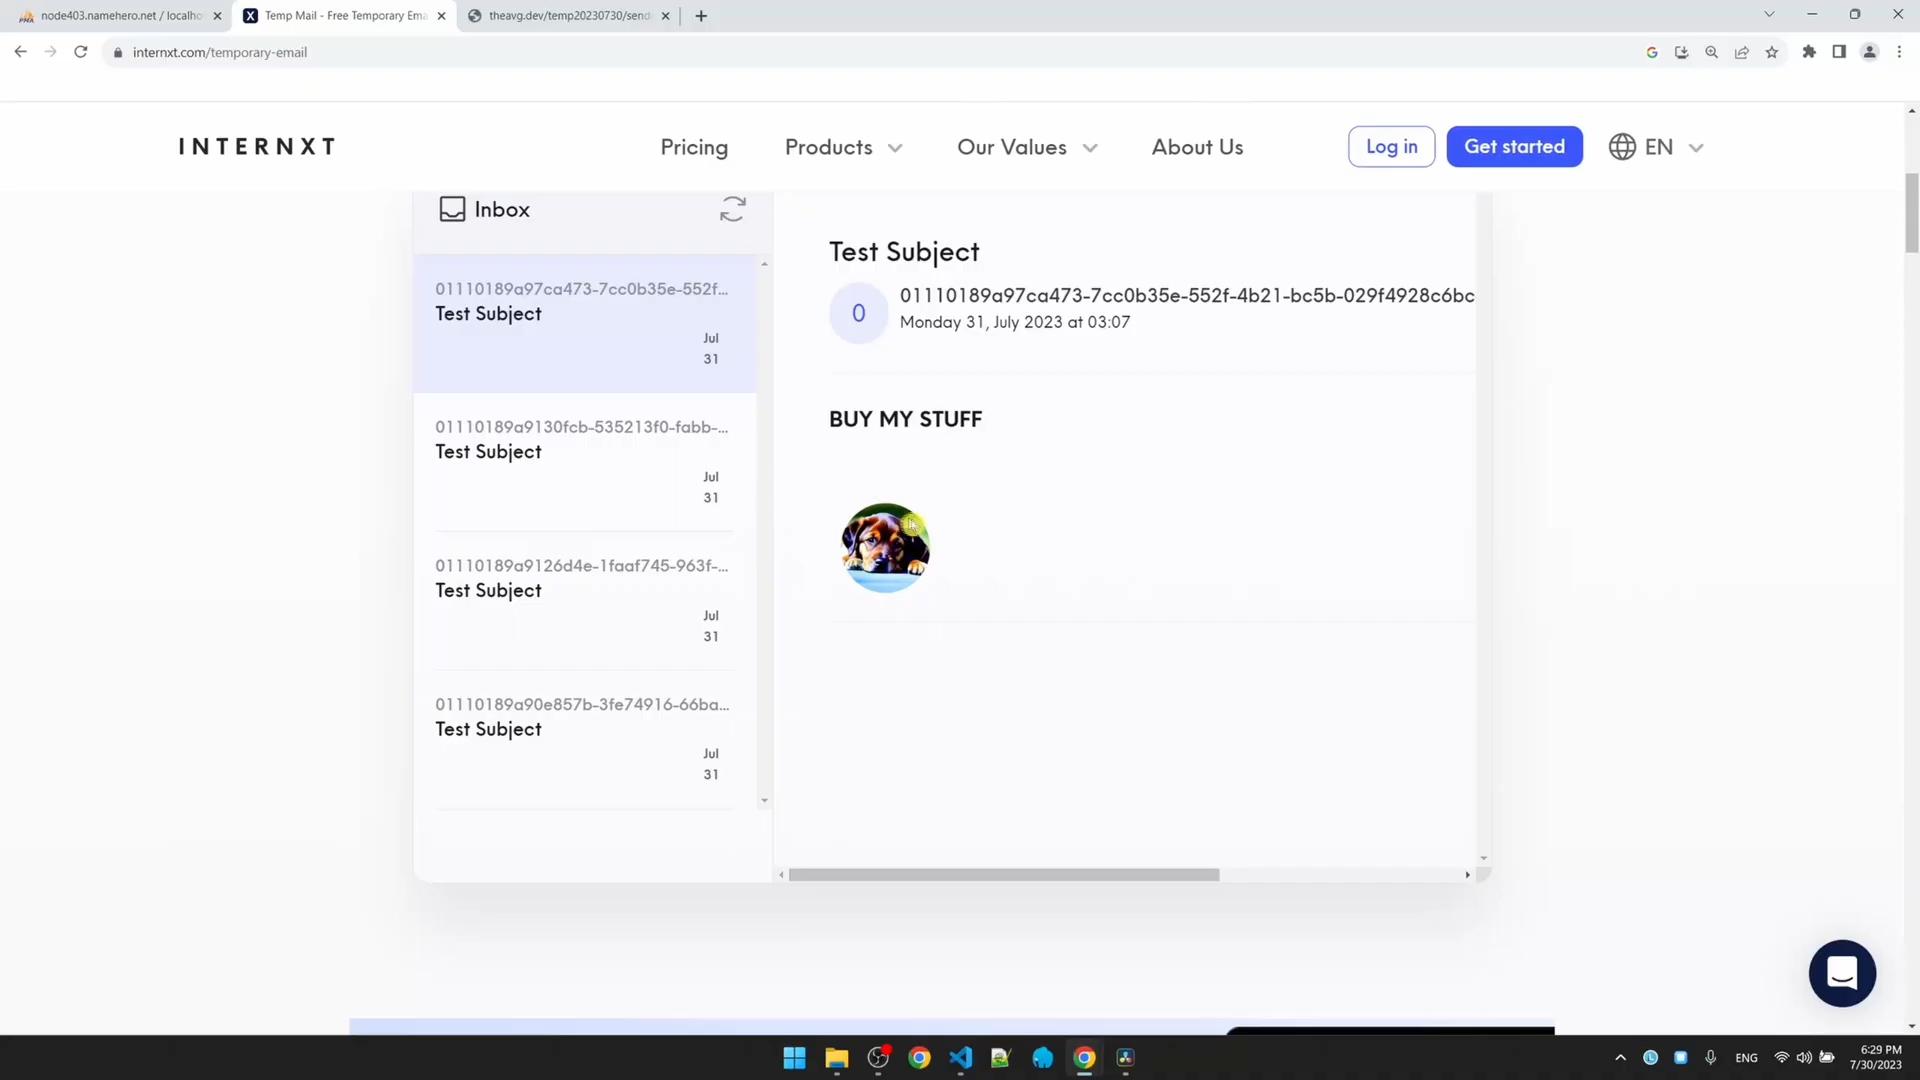 node403.namehero.net / localho
Temp Mail - Free Temporary Ema
theavg.dev/temp20230730/send
internxt.com/temporary-email
INTERNXT
Pricing
Products
Our Values
About Us
Log in
Get started
EN
Inbox
01110189a97ca473-7cc0b35e-552f...
Test Subject
Jul
31
01110189a9130fcb-535213f0-fabb-...
Test Subject
Jul
31
01110189a9126d4e-1faaf745-963f-...
Test Subject
Jul
31
01110189a90e857b-3fe74916-66ba...
Test Subject
Jul
31
Test Subject
0
01110189a97ca473-7cc0b35e-552f-4b21-bc5b-029f4928c6bc
Monday 31, July 2023 at 03:07
BUY MY STUFF
ENG
6:29 PM
7/30/2023